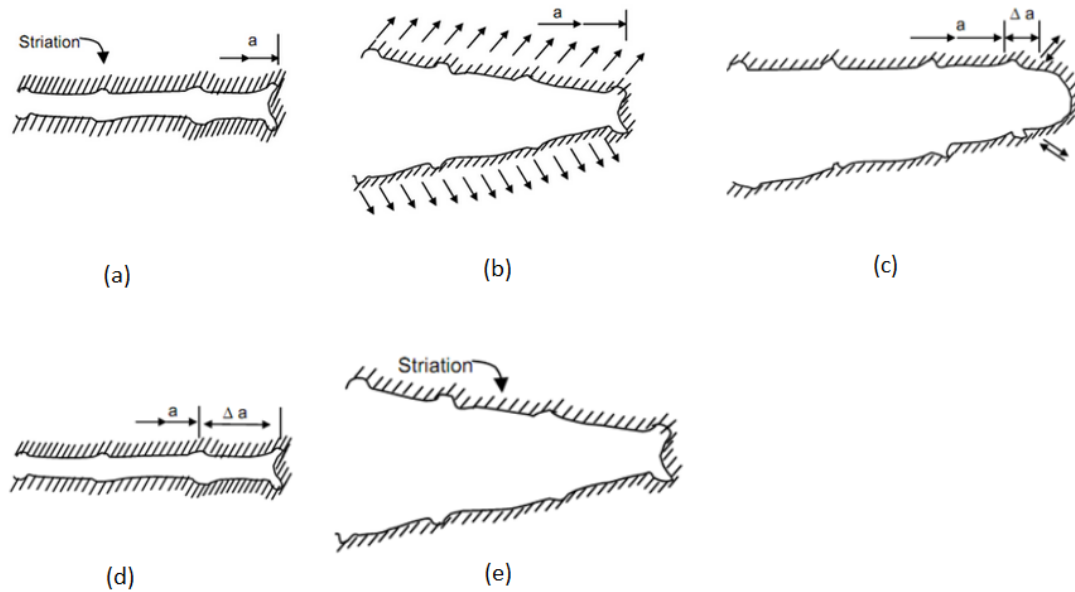 Striation
a
(a)
a
(b)
a Δ a
(c)
a Δ a
(d)
Striation
(e)